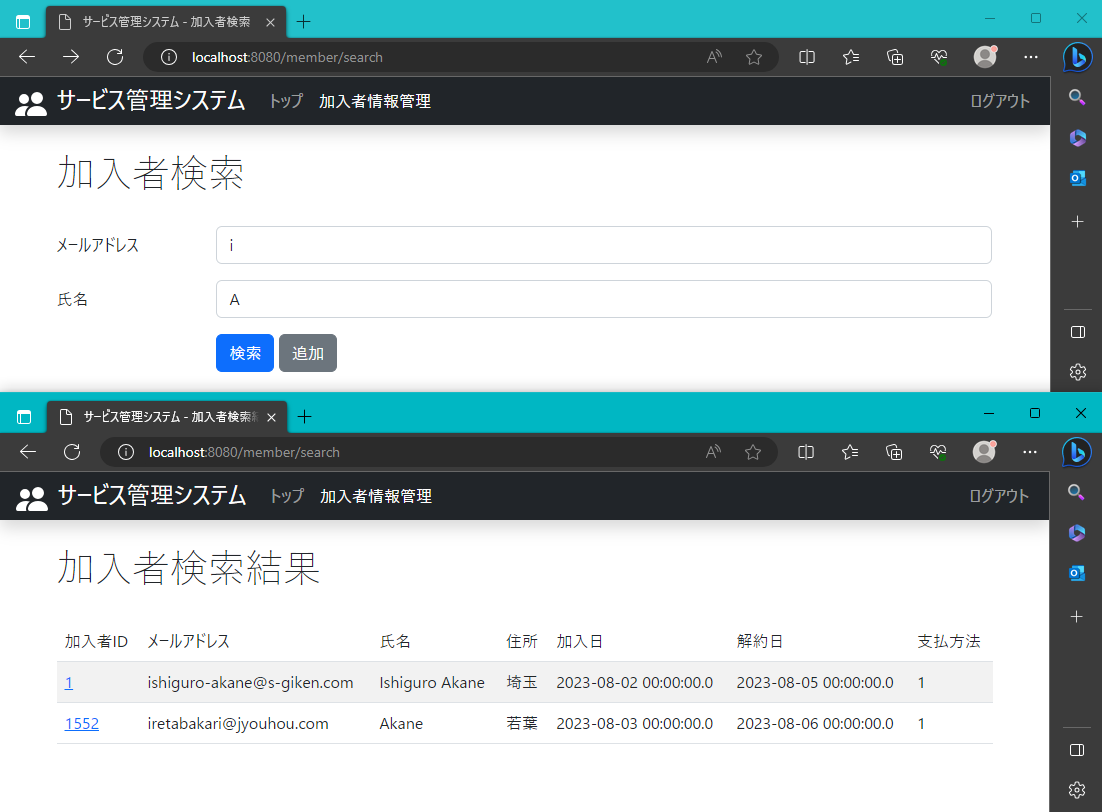 サービス管理システム - 加入者検索
localhost:8080/member/search
サービス管理システム トップ 加入者情報管理 ログアウト
加入者検索
メールアドレス i
氏名 A
検索 追加
サービス管理システム - 加入者検索結
localhost:8080/member/search
サービス管理システム トップ 加入者情報管理 ログアウト
加入者検索結果
加入者ID メールアドレス 氏名 住所 加入日 解約日 支払方法
1 ishiguro-akane@s-giken.com Ishiguro Akane 埼玉 2023-08-02 00:00:00.0 2023-08-05 00:00:00.0 1
1552 iretabakari@jyouhou.com Akane 若葉 2023-08-03 00:00:00.0 2023-08-06 00:00:00.0 1